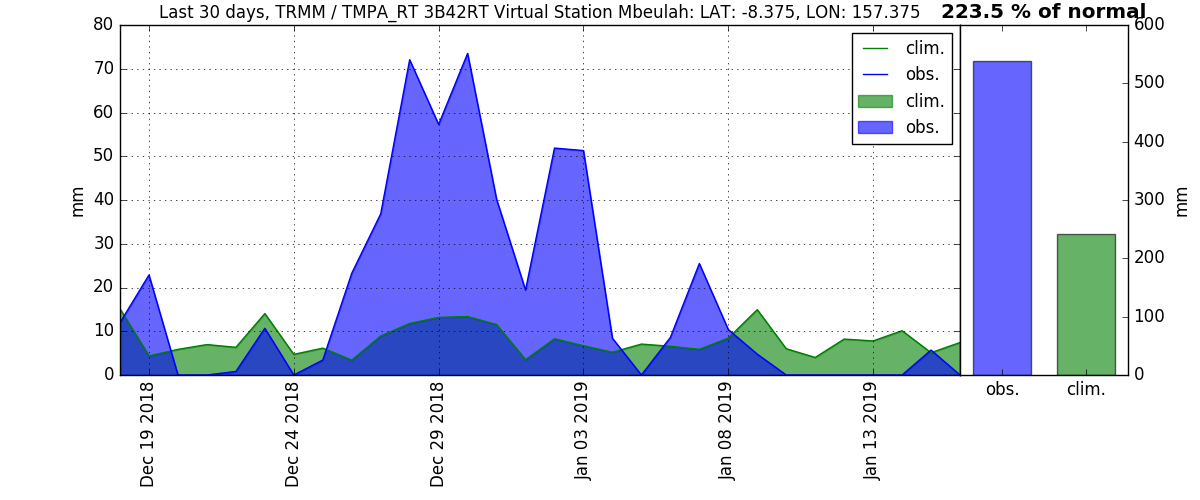 Last 30 days, TRMM / TMPA_RT 3B42RT Virtual Station Mbeulah: LAT: -8.375, LON: 157.375
223.5 % of normal
80
70
60
50
40
30
20
10
0
mm
clim.
obs.
clim.
obs.
Dec 19 2018
Dec 24 2018
Dec 29 2018
Jan 03 2019
Jan 08 2019
Jan 13 2019
600
500
400
300
200
100
0
mm
obs.
clim.